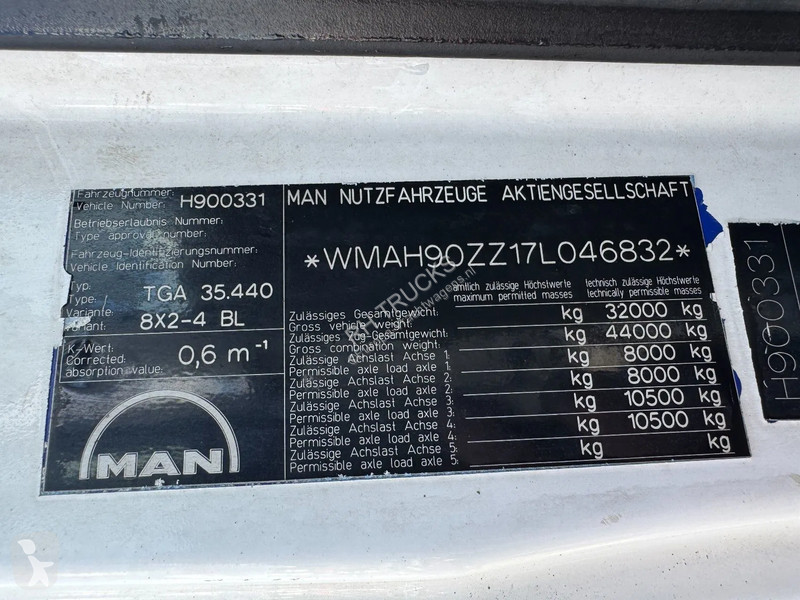 Fahrzeugnummer:
Vehicle Number: H900331
Betriebserlaubnis Nummer:
Type approval number:
Fahrzeug-Identifizierungsnummer:
Vehicle Identification Number:
Typ:
Type: TGA 35.440
Variante:
Variant: 8X2-4 BL
K-Wert:
Corrected: 0,6 m⁻¹
absorption value:
MAN
MAN NUTZFAHRZEUGE AKTIENGESELLSCHAFT
*WMAH90ZZ17L046832*
amtlich zulässige Höchstwerte technisch zulässige Höchstwerte
maximum permitted masses technically permissible masses
Zulässiges Gesamtgewicht: kg 32000 kg
Gross vehicle weight:
Zulässiges Zug-Gesamtgewicht: kg 44000 kg
Gross combination weight:
Zulässige Achslast Achse 1: kg 8000 kg
Permissible axle load axle 1:
Zulässige Achslast Achse 2: kg 8000 kg
Permissible axle load axle 2:
Zulässige Achslast Achse 3: kg 10500 kg
Permissible axle load axle 3:
Zulässige Achslast Achse 4: kg 10500 kg
Permissible axle load axle 4:
Zulässige Achslast Achse 5: kg kg
Permissible axle load axle 5:
H900331
TRUCKS